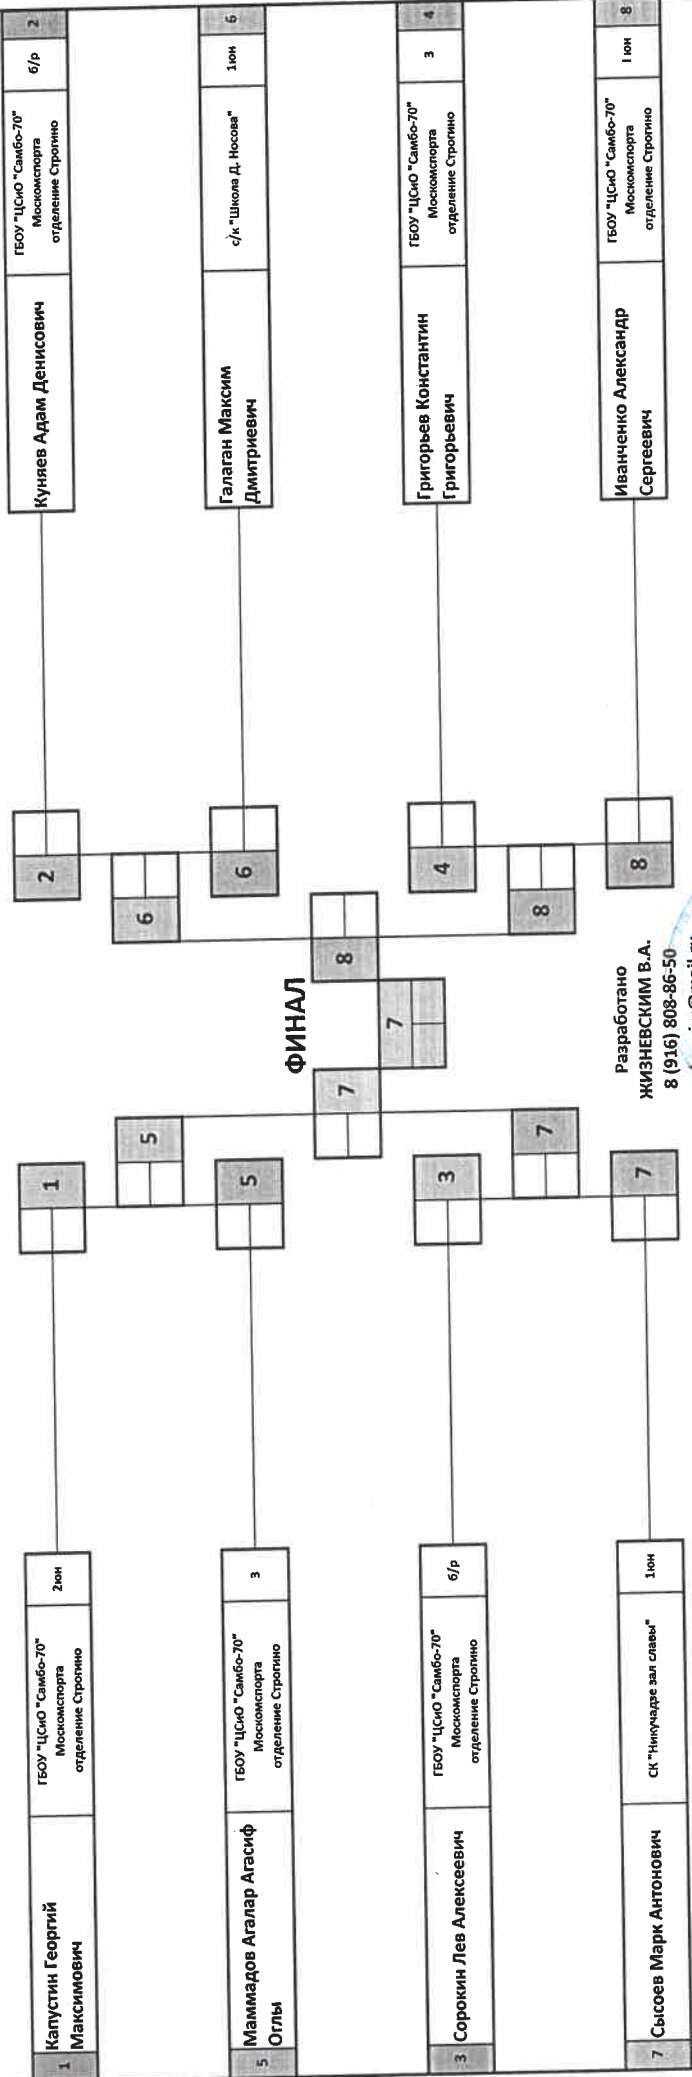 1
Капустин Георгий
Максимович
ГБОУ "ЦСиО "Самбо-70"
Москомспорта
отделение Строгино
2юн
5
Маммадов Агалар Агасиф
Оглы
ГБОУ "ЦСиО "Самбо-70"
Москомспорта
отделение Строгино
3
3
Сорокин Лев Алексеевич
ГБОУ "ЦСиО "Самбо-70"
Москомспорта
отделение Строгино
б/р
7
Сысоев Марк Антонович
СК "Никучадзе зал славы"
1юн
1
5
5
3
7
7
7
ФИНАЛ
7
8
2
6
6
4
8
8
Куняев Адам Денисович
ГБОУ "ЦСиО "Самбо-70"
Москомспорта
отделение Строгино
б/р
2
Галаган Максим
Дмитриевич
с/к "Школа Д. Носова"
1юн
6
Григорьев Константин
Григорьевич
ГБОУ "ЦСиО "Самбо-70"
Москомспорта
отделение Строгино
3
4
Иванченко Александр
Сергеевич
ГБОУ "ЦСиО "Самбо-70"
Москомспорта
отделение Строгино
I юн
8
Разработано
ЖИЗНЕВСКИМ В.А.
8 (916) 808-86-50